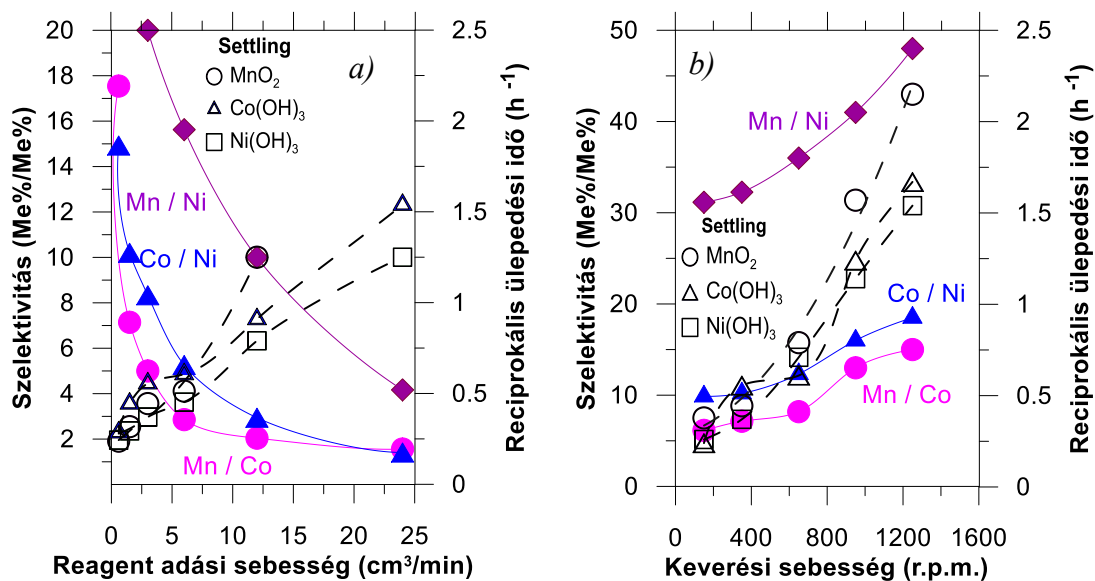 a)
Settling
MnO2
Co(OH)3
Ni(OH)3
Mn / Ni
Co / Ni
Mn / Co
Szelektivitás (Me%/Me%)
20
18
16
14
12
10
8
6
4
2
Reciprokális ülepedési idő (h -1)
2.5
2
1.5
1
0.5
0
0 5 10 15 20 25
Reagent adási sebesség (cm3/min)
b)
Mn / Ni
Settling
MnO2
Co(OH)3
Ni(OH)3
Co / Ni
Mn / Co
Szelektivitás (Me%/Me%)
50
40
30
20
10
0
Reciprokális ülepedési idő (h -1)
2.5
2
1.5
1
0.5
0
0 400 800 1200 1600
Keverési sebesség (r.p.m.)